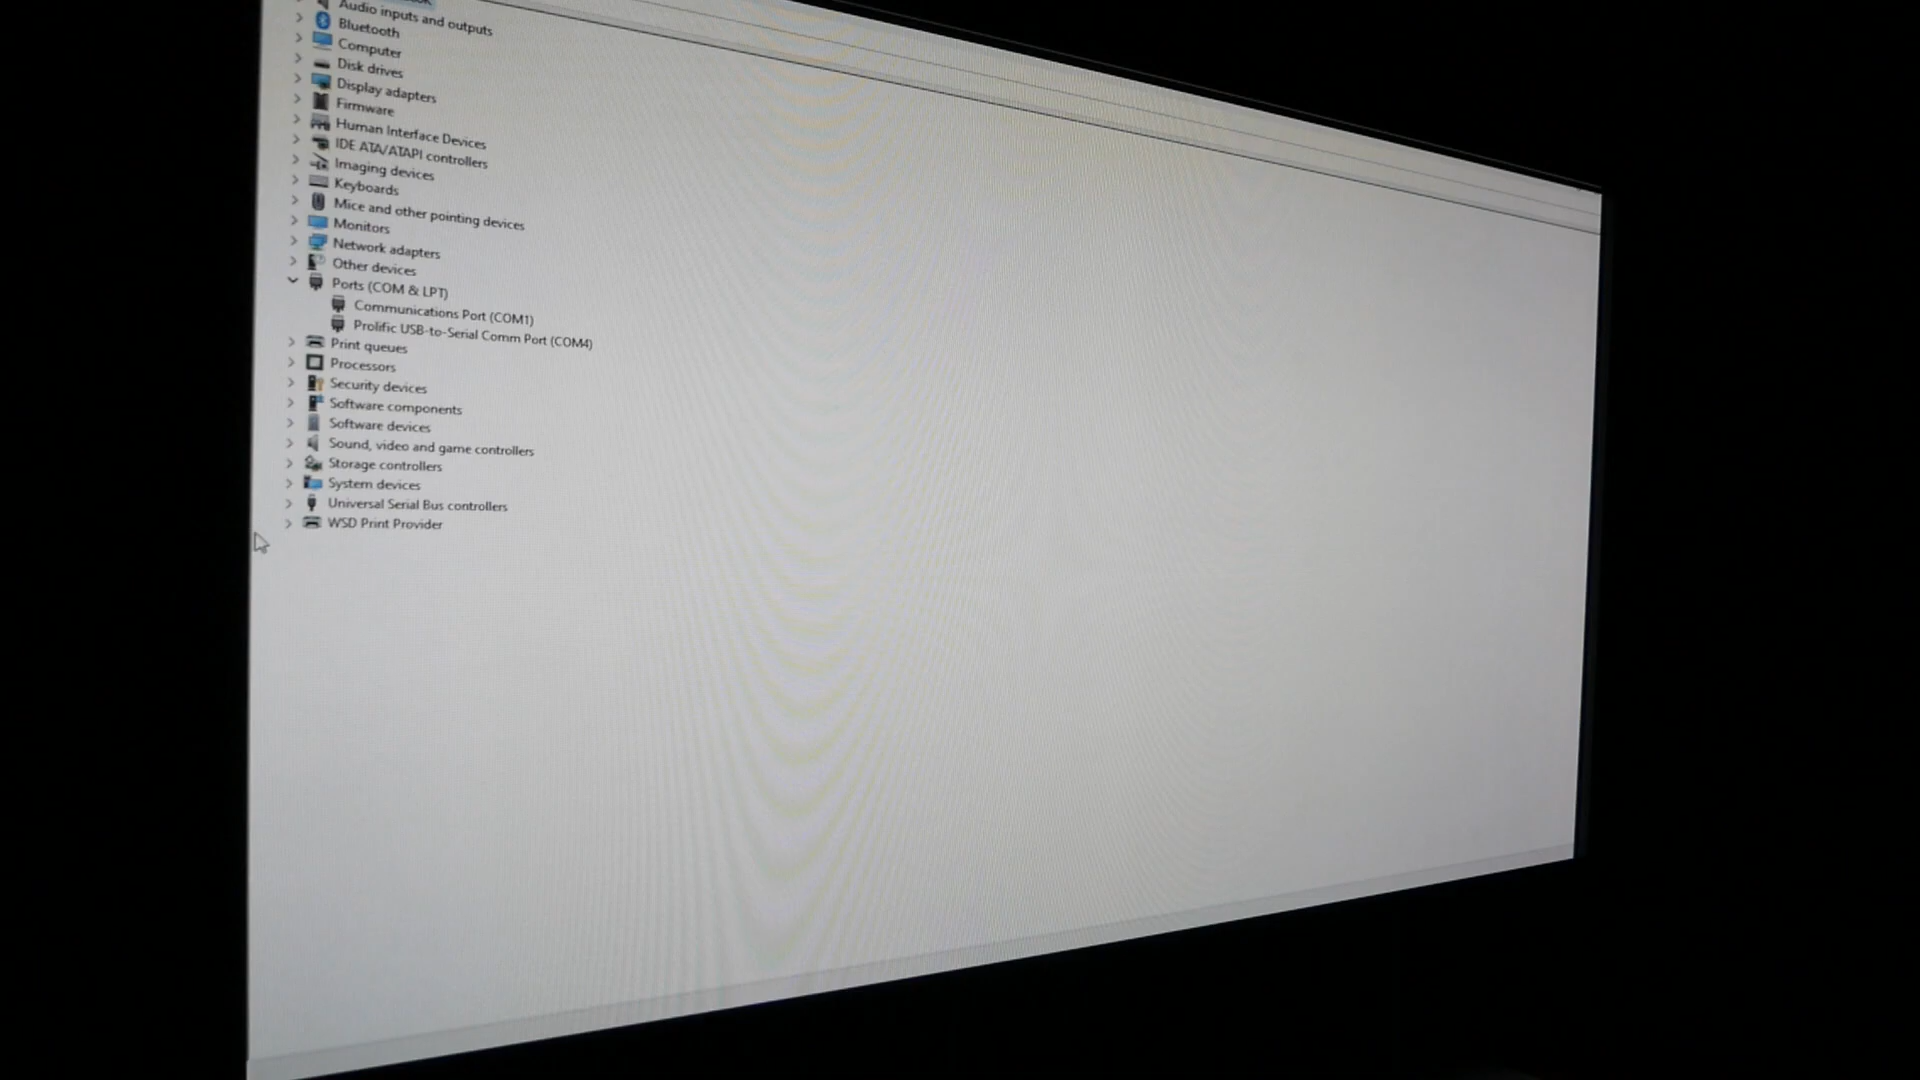 Audio inputs and outputs
Bluetooth
Computer
Disk drives
Display adapters
Firmware
Human Interface Devices
IDE ATA/ATAPI controllers
Imaging devices
Keyboards
Mice and other pointing devices
Monitors
Network adapters
Other devices
Ports (COM & LPT)
Communications Port (COM1)
Prolific USB-to-Serial Comm Port (COM4)
Print queues
Processors
Security devices
Software components
Software devices
Sound, video and game controllers
Storage controllers
System devices
Universal Serial Bus controllers
WSD Print Provider